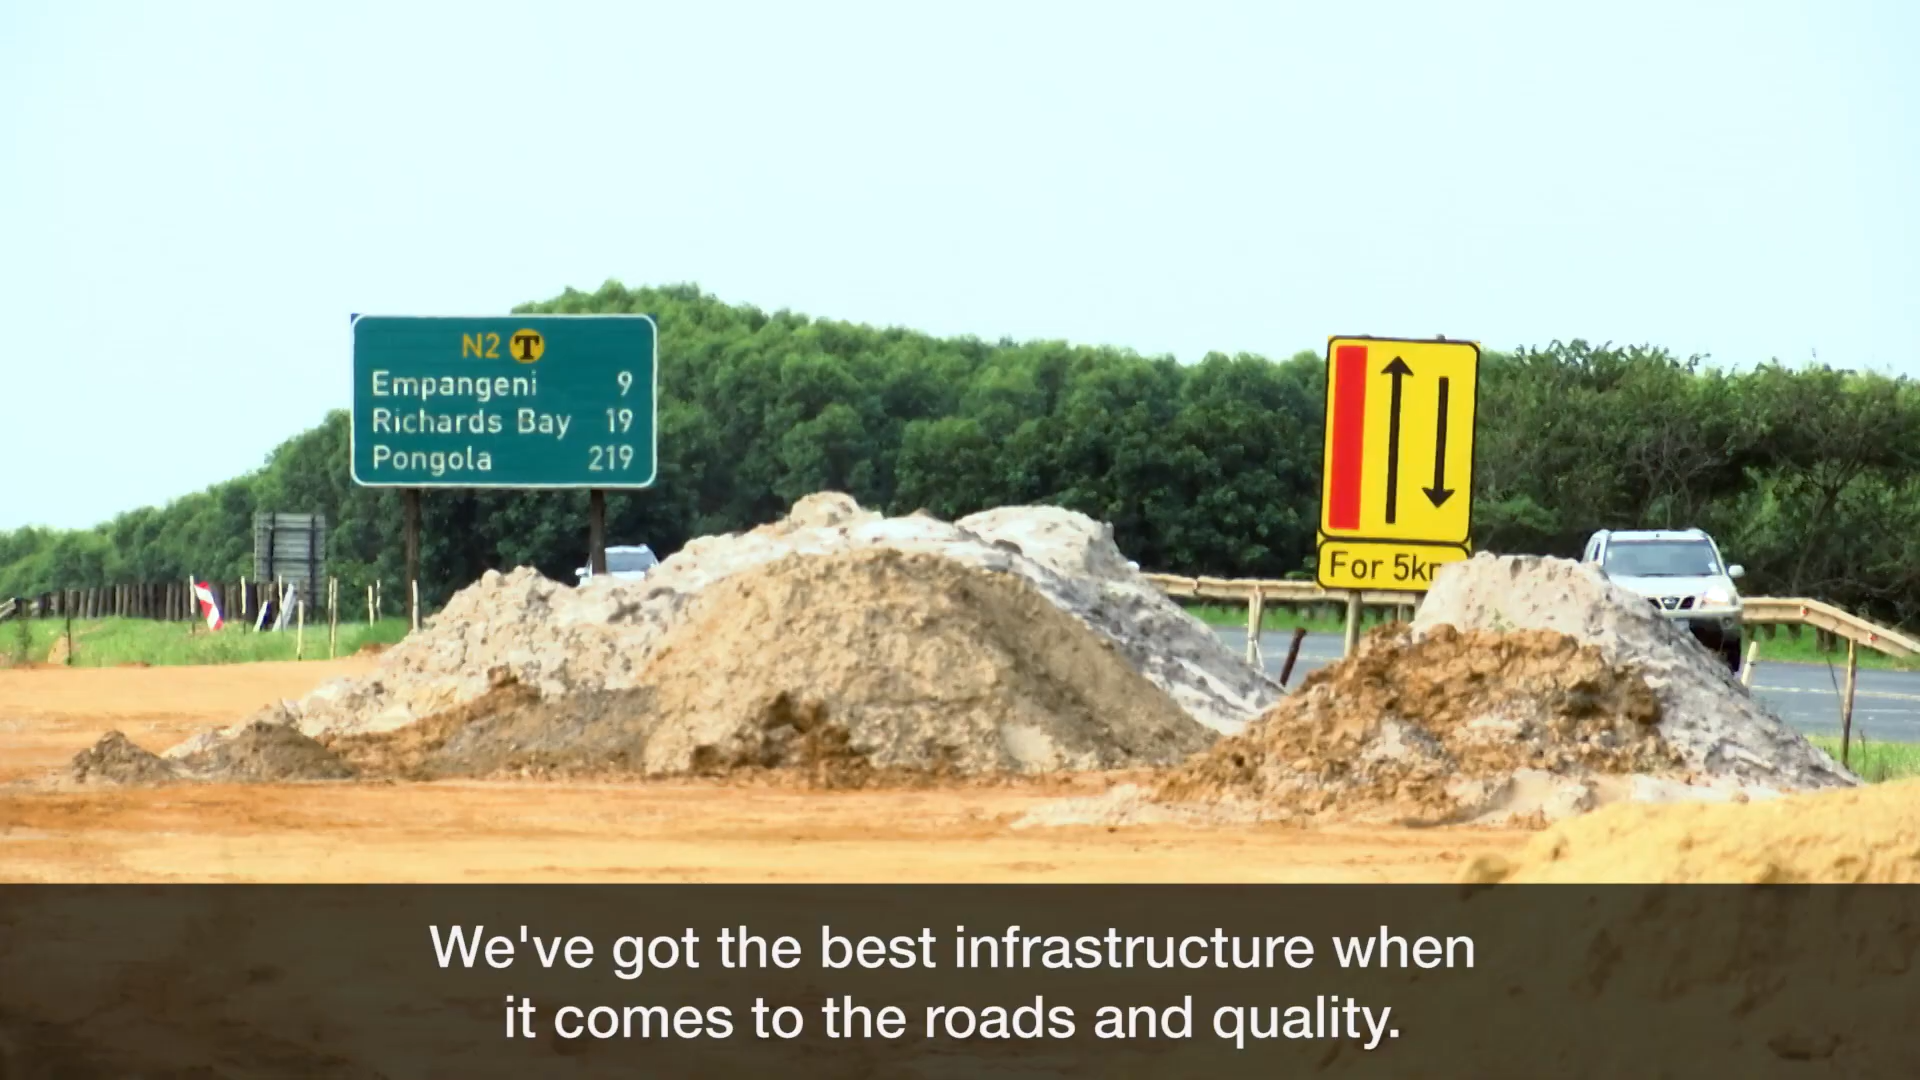 N2 T
Empangeni 9
Richards Bay 19
Pongola 219
For 5k
We've got the best infrastructure when
it comes to the roads and quality.